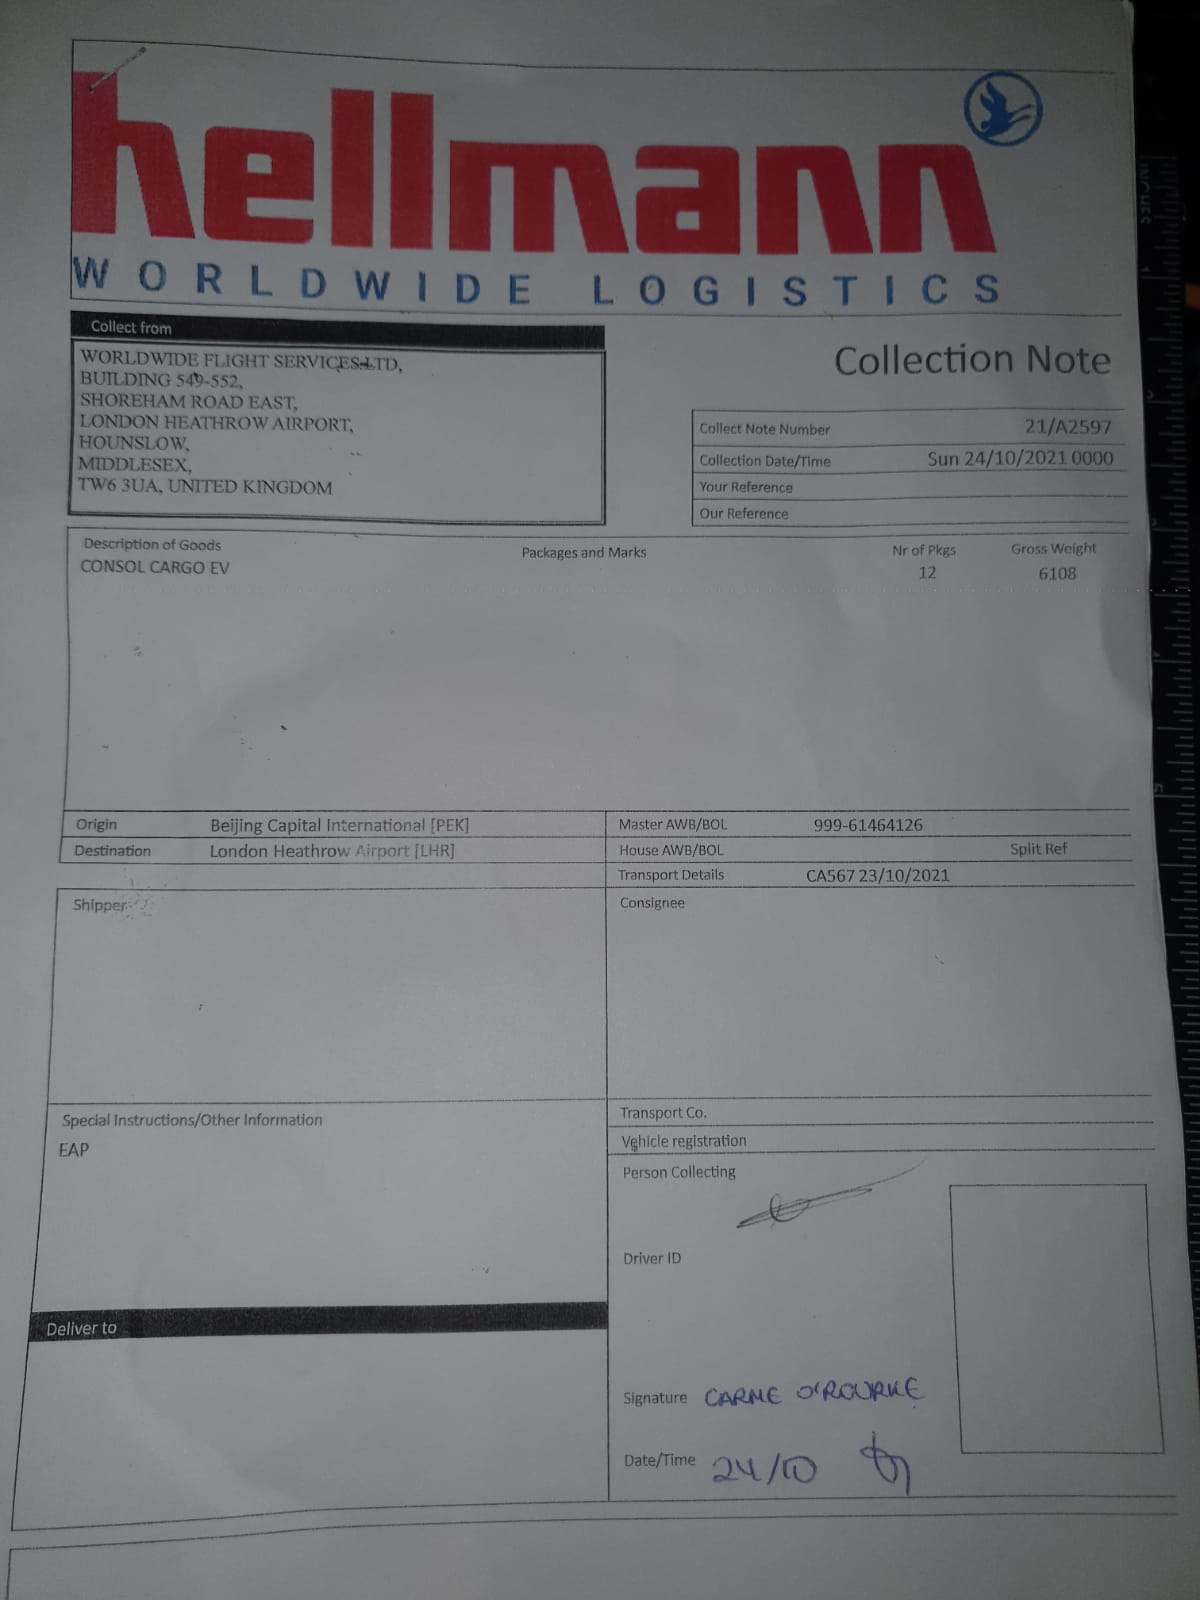 hellmann
WORLDWIDE LOGISTICS
Collect from
WORLDWIDE FLIGHT SERVICES LTD,
BUILDING 549-552,
SHOREHAM ROAD EAST,
LONDON HEATHROW AIRPORT,
HOUNSLOW,
MIDDLESEX,
TW6 3UA, UNITED KINGDOM
Collection Note
Collect Note Number 21/A2597
Collection Date/Time Sun 24/10/2021 0000
Your Reference
Our Reference
Description of Goods Packages and Marks Nr of Pkgs Gross Weight
CONSOL CARGO EV 12 6108
Origin Beijing Capital International [PEK] Master AWB/BOL 999-61464126
Destination London Heathrow Airport [LHR] House AWB/BOL Split Ref
Transport Details CA567 23/10/2021
Shipper Consignee
Special Instructions/Other Information
EAP
Transport Co.
Vehicle registration
Person Collecting
Driver ID
Deliver to
Signature CARME O'ROURKE
Date/Time 24/10
INCHES